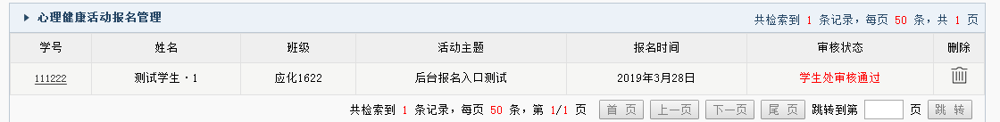 心理健康活动报名管理 共检索到 1 条记录，每页 50 条，共 1 页
学号 姓名 班级 活动主题 报名时间 审核状态 删除
111222 测试学生·1 应化1622 后台报名入口测试 2019年3月28日 学生处审核通过
共检索到 1 条记录，每页 50 条，第 1/1 页 首 页 上一页 下一页 尾 页 跳转到第 页 跳 转